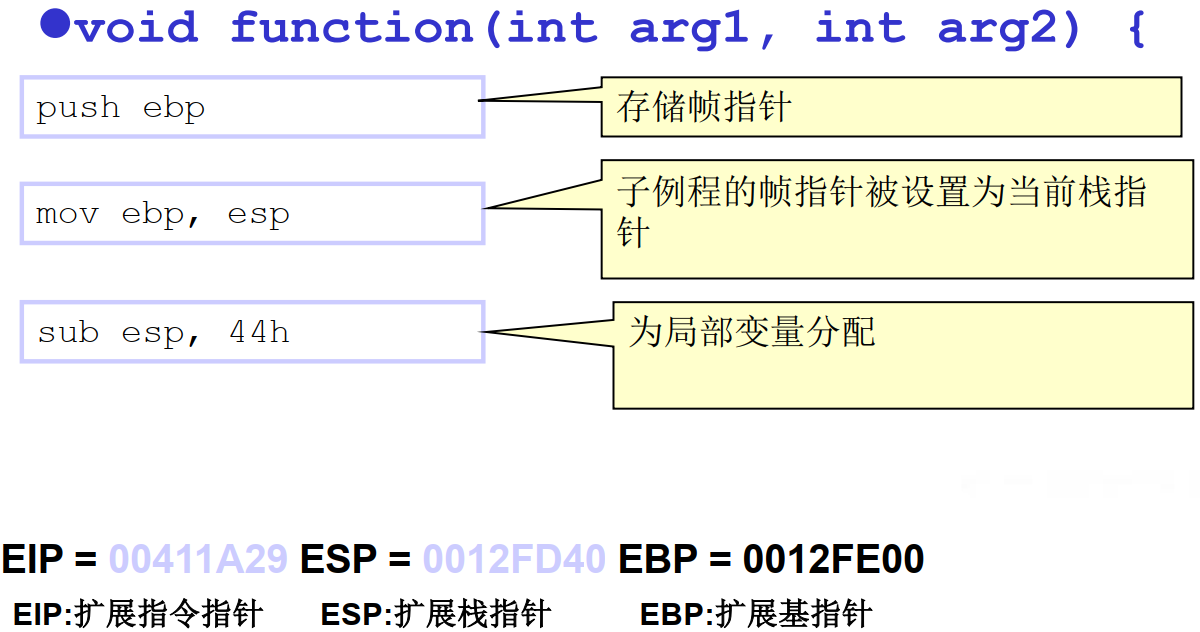 ●void function(int arg1, int arg2) {
push ebp
存储帧指针
mov ebp, esp
子例程的帧指针被设置为当前栈指
针
sub esp, 44h
为局部变量分配
EIP = 00411A29 ESP = 0012FD40 EBP = 0012FE00
EIP:扩展指令指针 ESP:扩展栈指针 EBP:扩展基指针